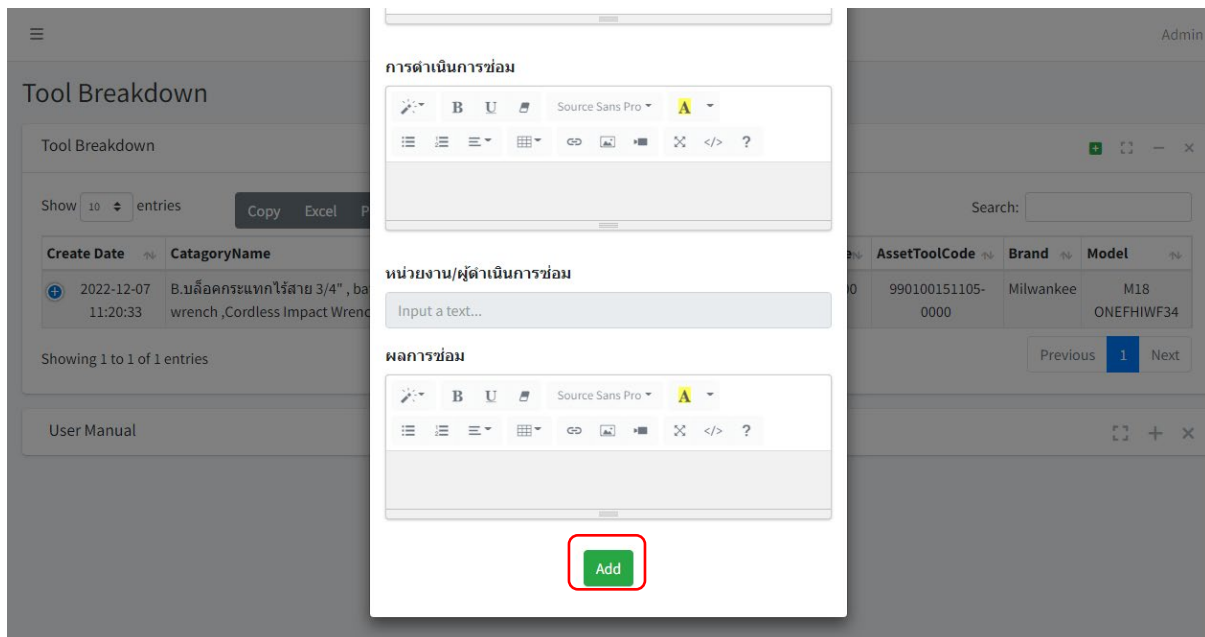 Admin
Tool Breakdown
Tool Breakdown
Show 10 entries
Copy Excel P
Search:
Create Date CatagoryName
AssetToolCode Brand Model
2022-12-07
11:20:33
B.บล็อคกระแทกไร้สาย 3/4" , ba
wrench ,Cordless Impact Wrenc
990100151105-
0000
Milwankee
M18
ONEFHIWF34
Showing 1 to 1 of 1 entries
Previous 1 Next
User Manual
การดำเนินการซ่อม
B U Source Sans Pro A
</> ?
หน่วยงาน/ผู้ดำเนินการซ่อม
Input a text...
ผลการซ่อม
B U Source Sans Pro A
</> ?
Add